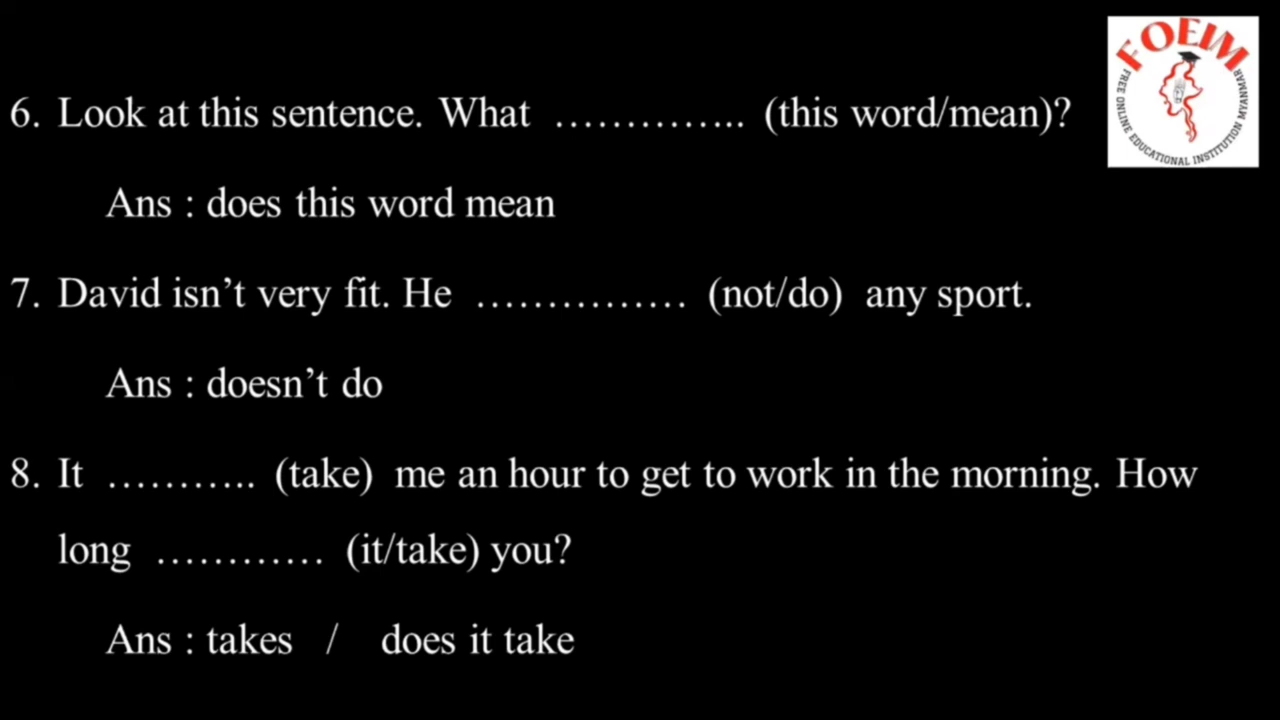 FOEIM
FREE ONLINE EDUCATIONAL INSTITUTION MYANMAR
6. Look at this sentence. What ………….. (this word/mean)?
Ans : does this word mean
7. David isn’t very fit. He …………… (not/do) any sport.
Ans : doesn’t do
8. It ……….. (take) me an hour to get to work in the morning. How
long ………… (it/take) you?
Ans : takes / does it take